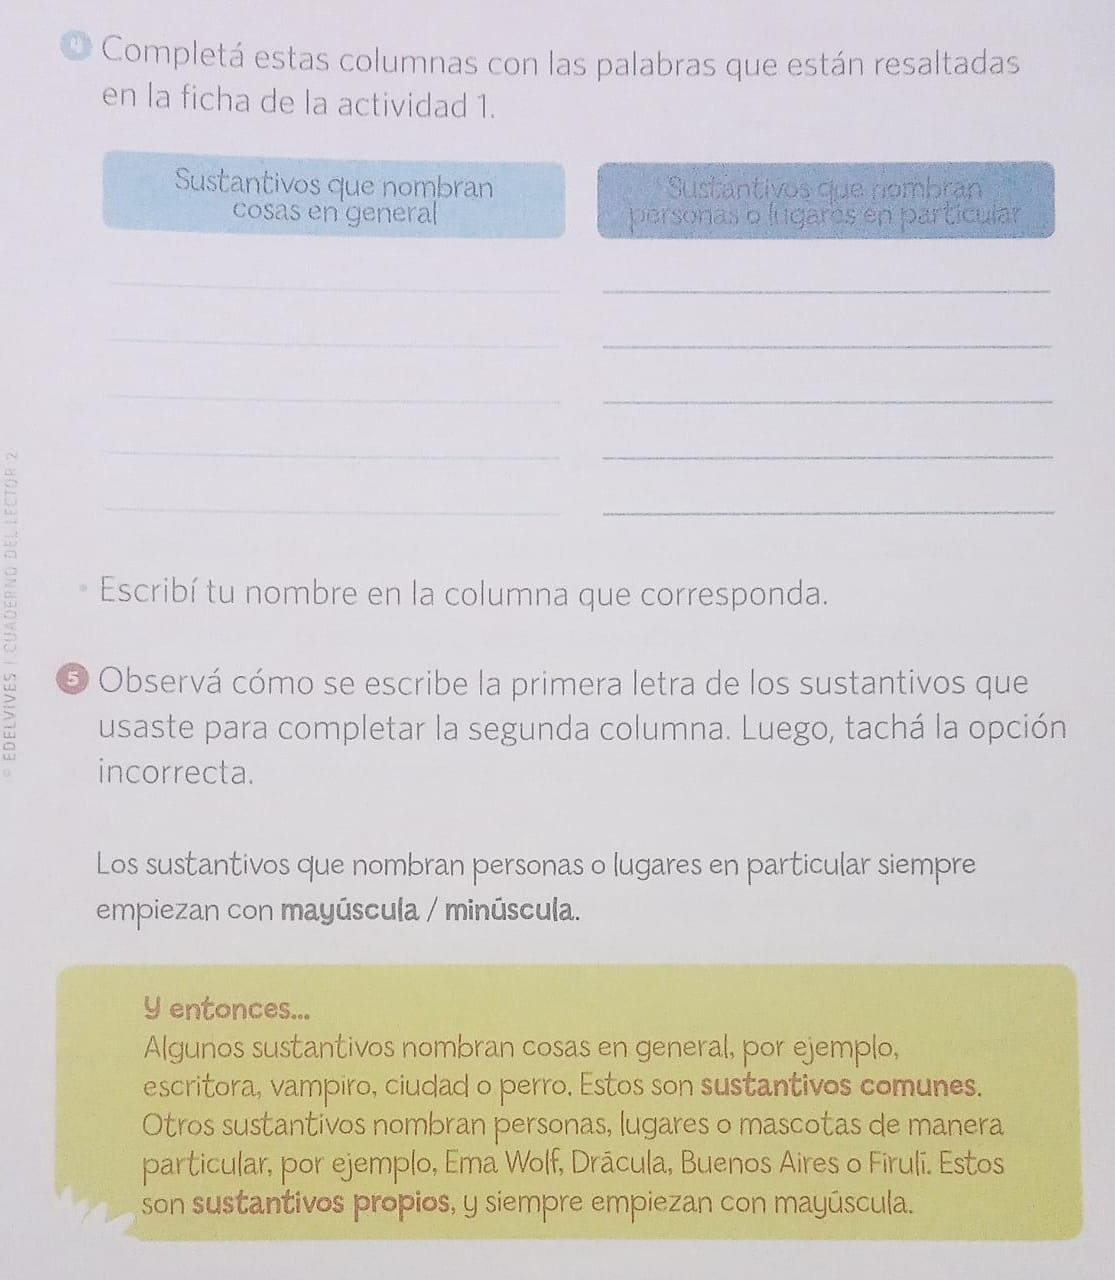 4 Completá estas columnas con las palabras que están resaltadas
en la ficha de la actividad 1.
Sustantivos que nombran
cosas en general
Sustantivos que nombran
personas o lugares en particular
• Escribí tu nombre en la columna que corresponda.
5 Observá cómo se escribe la primera letra de los sustantivos que
usaste para completar la segunda columna. Luego, tachá la opción
incorrecta.
Los sustantivos que nombran personas o lugares en particular siempre
empiezan con mayúscula / minúscula.
Y entonces...
Algunos sustantivos nombran cosas en general, por ejemplo,
escritora, vampiro, ciudad o perro. Estos son sustantivos comunes.
Otros sustantivos nombran personas, lugares o mascotas de manera
particular, por ejemplo, Ema Wolf, Drácula, Buenos Aires o Firulí. Estos
son sustantivos propios, y siempre empiezan con mayúscula.
© EDELVIVES | CUADERNO DEL LECTOR 2